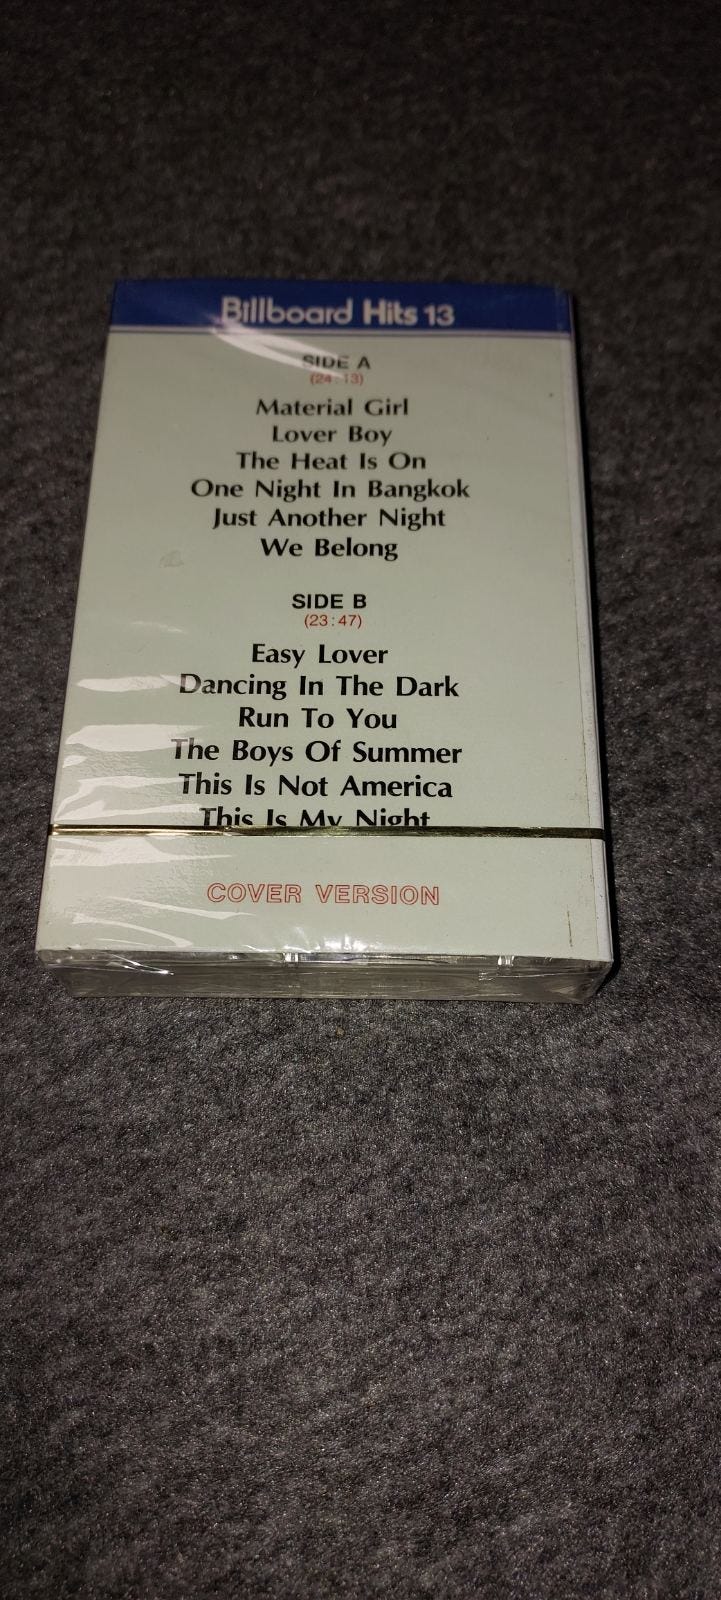 Billboard Hits 13
SIDE A
(24:13)
Material Girl
Lover Boy
The Heat Is On
One Night In Bangkok
Just Another Night
We Belong
SIDE B
(23:47)
Easy Lover
Dancing In The Dark
Run To You
The Boys Of Summer
This Is Not America
This Is My Night
COVER VERSION